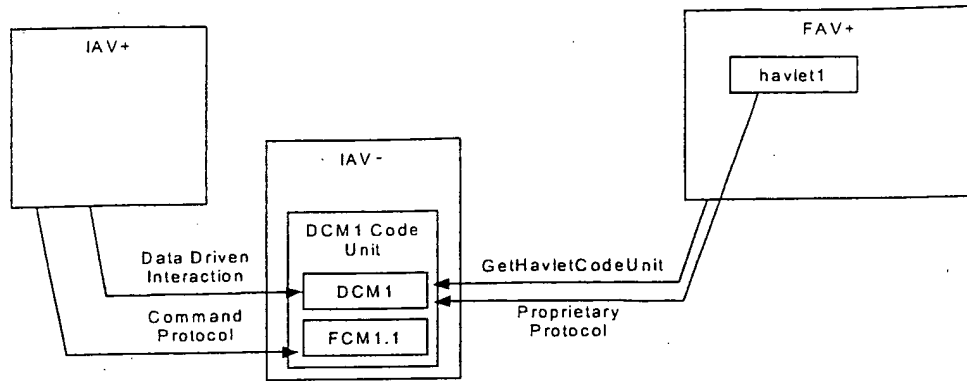 IAV+
FAV+
havlet1
IAV-
DCM1 Code
Unit
Data Driven
Interaction
GetHavletCodeUnit
DCM1
Command
Protocol
Proprietary
Protocol
FCM1.1